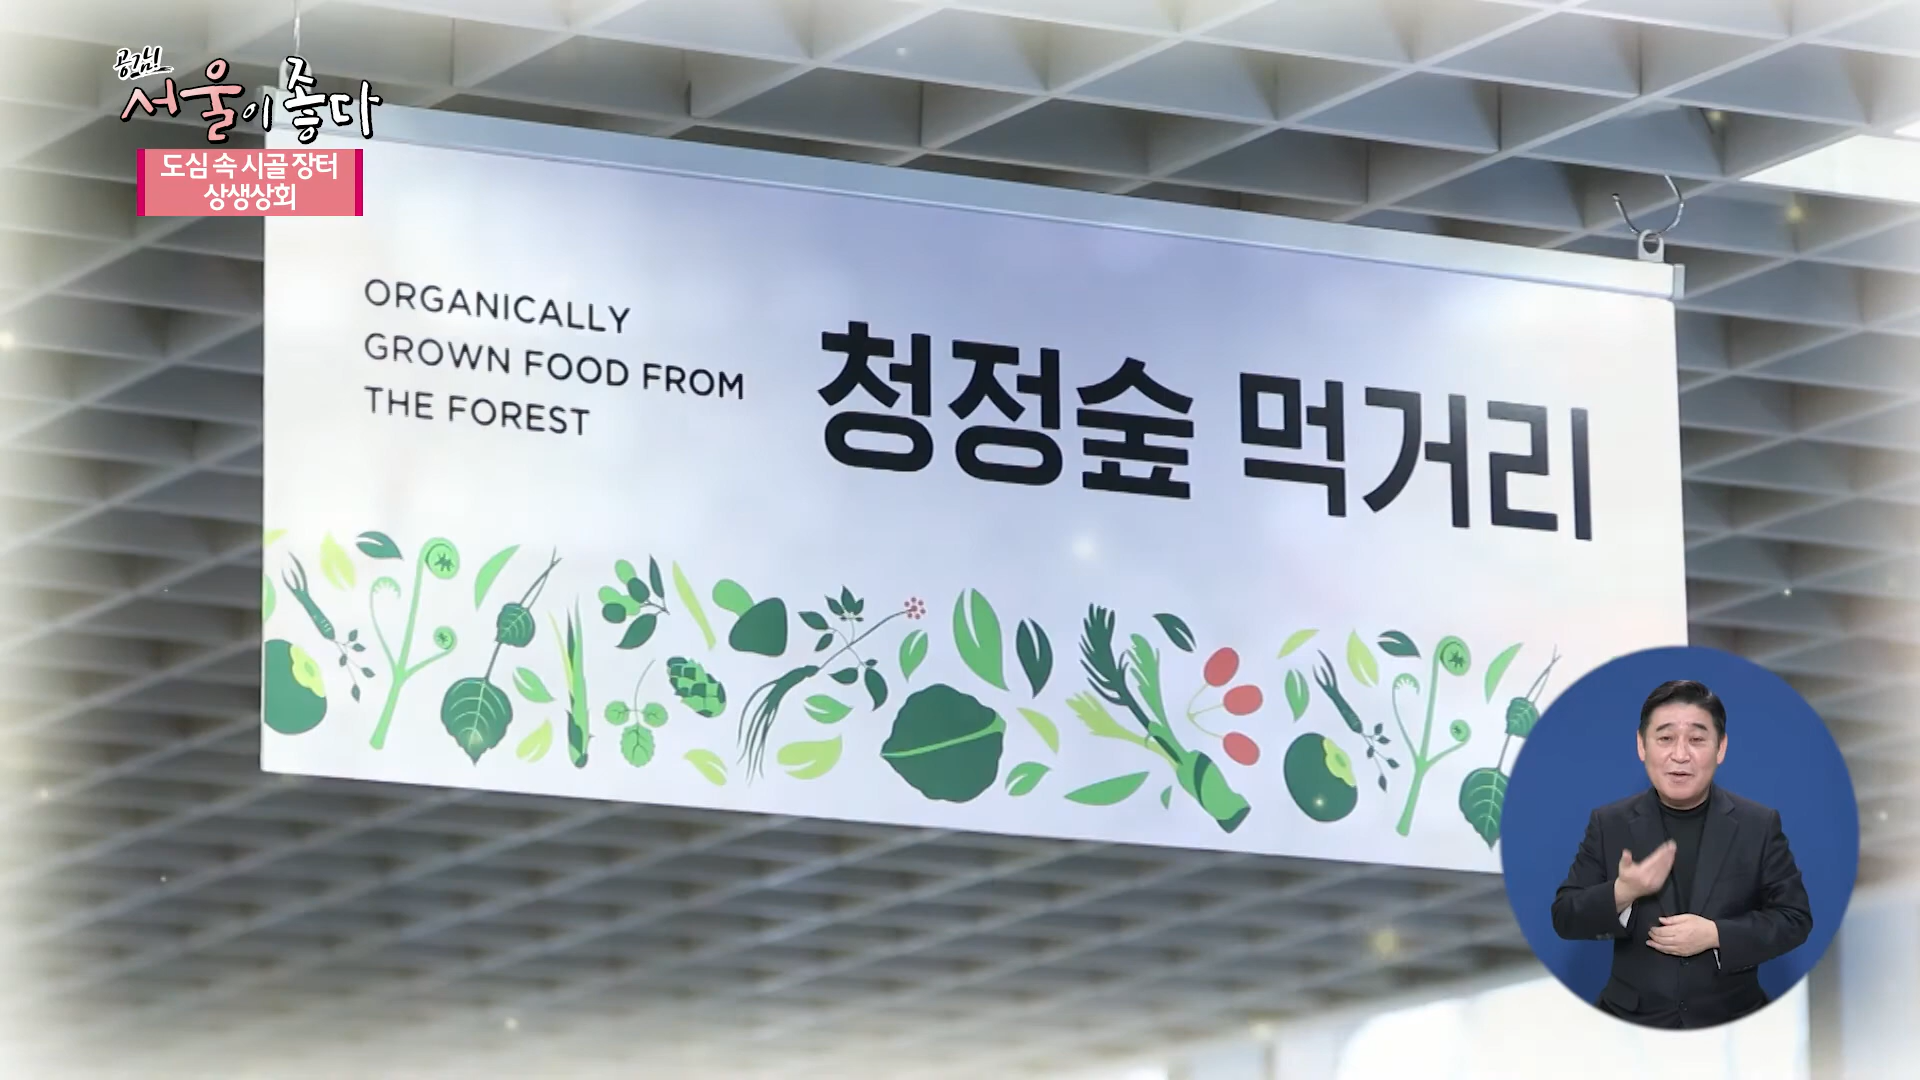 공감!
서울이 좋다
도심 속 시골 장터
상생상회
ORGANICALLY
GROWN FOOD FROM
THE FOREST
청정숲 먹거리